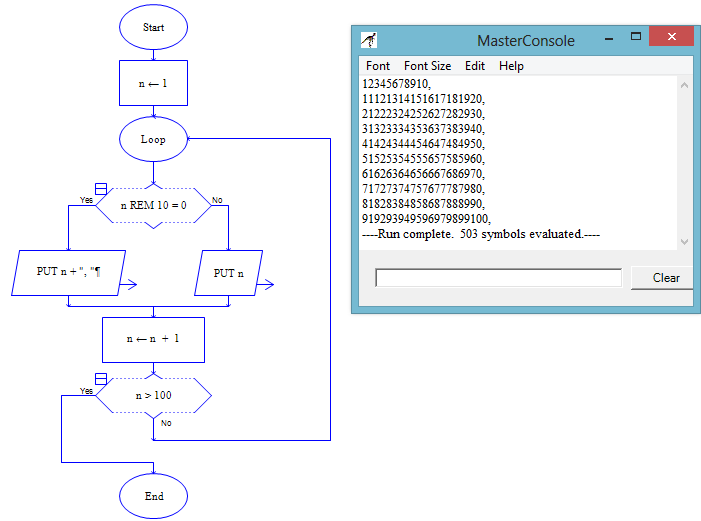 Start
n ← 1
Loop
n REM 10 = 0
Yes
No
PUT n + ", "¶
PUT n
n ← n + 1
n > 100
Yes
No
End
MasterConsole
Font Font Size Edit Help
12345678910,
11121314151617181920,
21222324252627282930,
31323334353637383940,
41424344454647484950,
51525354555657585960,
61626364656667686970,
71727374757677787980,
81828384858687888990,
919293949596979899100,
----Run complete. 503 symbols evaluated.----
Clear